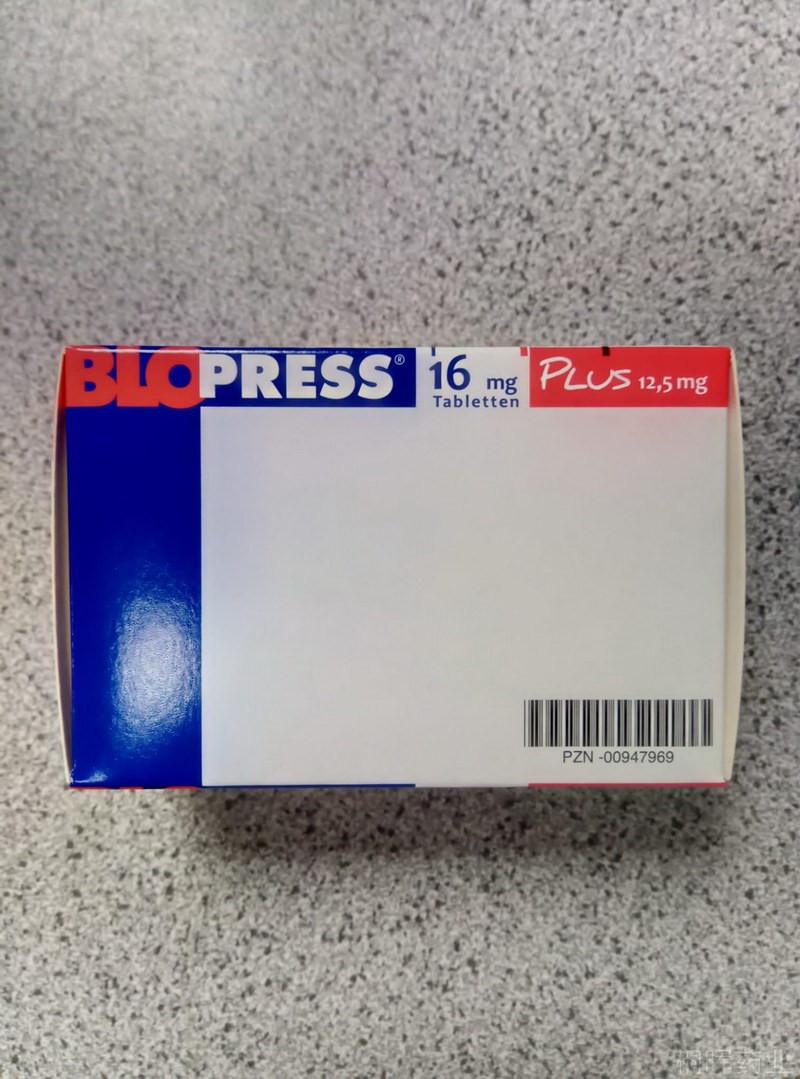 BLOPRESS® 16 mg PLUS 12,5 mg
Tabletten
PZN -00947969